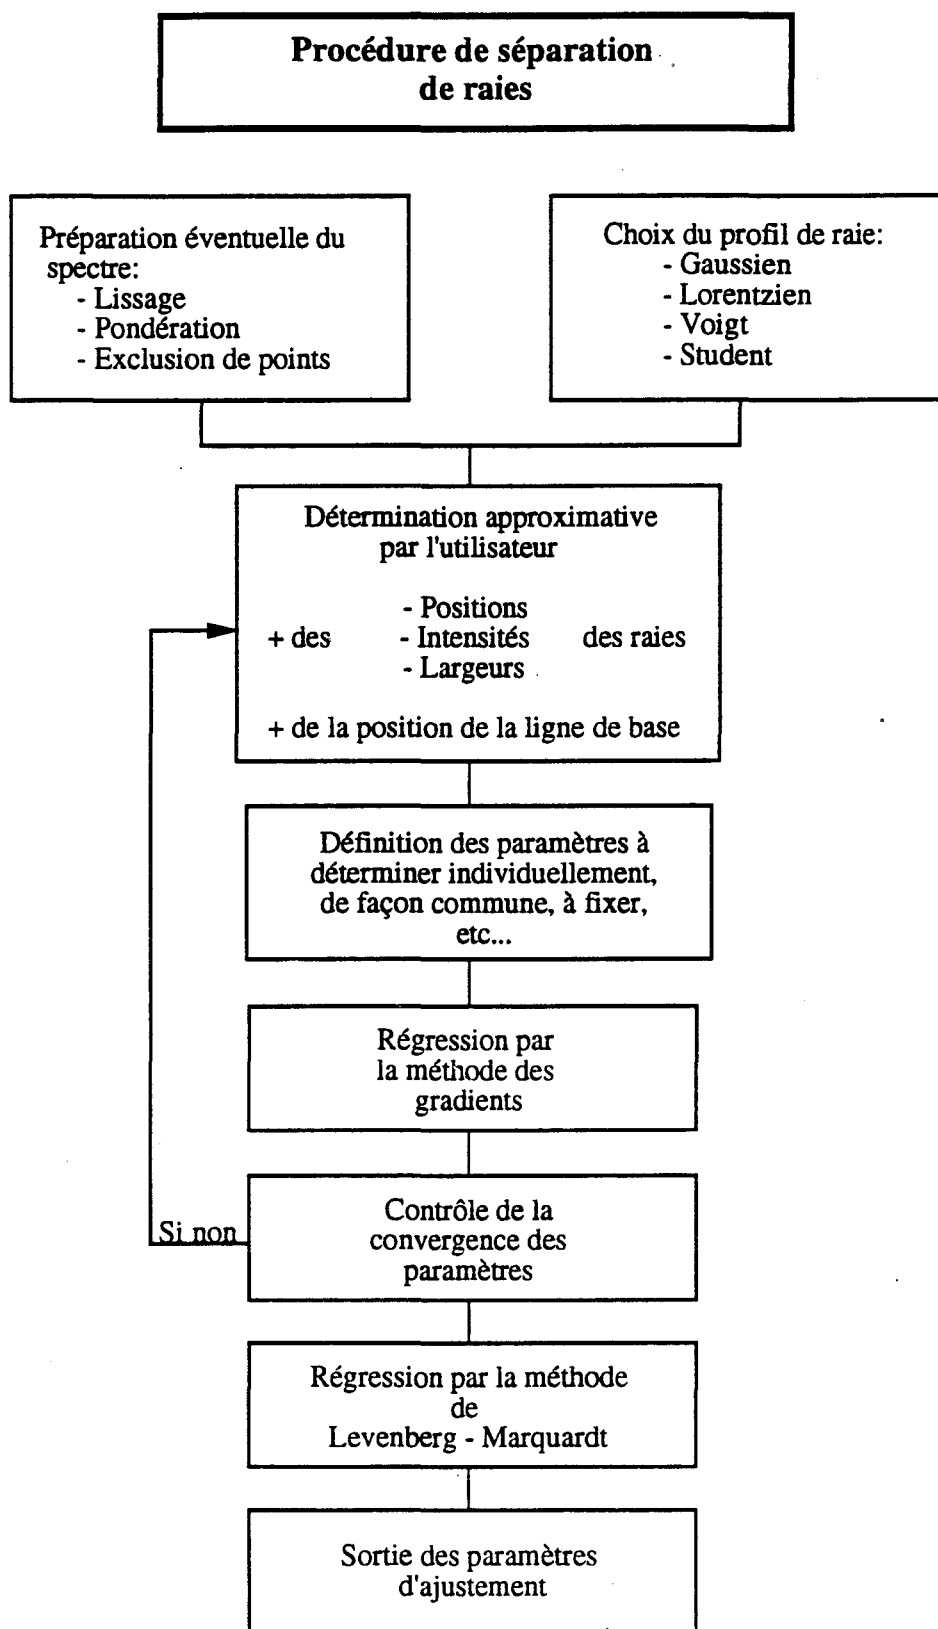 Procédure de séparation
de raies
Préparation éventuelle du
spectre:
- Lissage
- Pondération
- Exclusion de points
Choix du profil de raie:
- Gaussien
- Lorentzien
- Voigt
- Student
Détermination approximative
par l'utilisateur
- Positions
+ des - Intensités des raies
- Largeurs
+ de la position de la ligne de base
Définition des paramètres à
déterminer individuellement,
de façon commune, à fixer,
etc...
Régression par
la méthode des
gradients
Si non
Contrôle de la
convergence des
paramètres
Régression par la méthode
de
Levenberg - Marquardt
Sortie des paramètres
d'ajustement